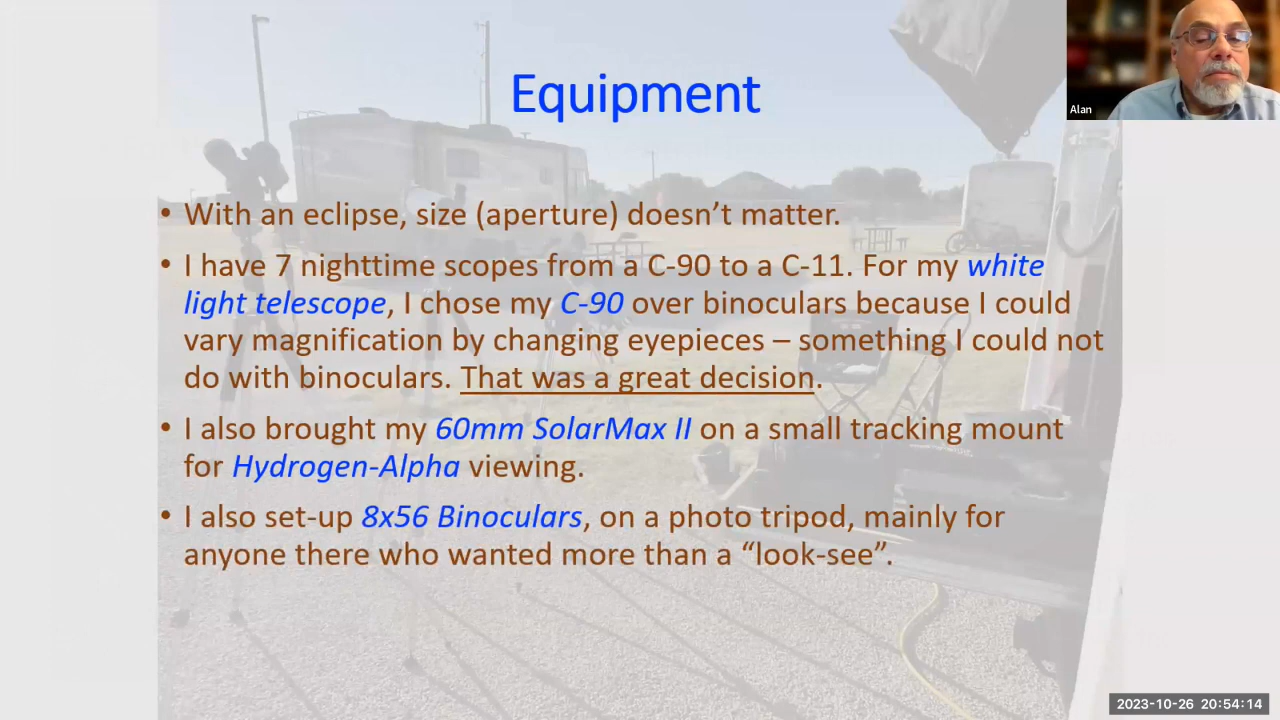 Equipment
Alan
• With an eclipse, size (aperture) doesn’t matter.
• I have 7 nighttime scopes from a C-90 to a C-11. For my white
light telescope, I chose my C-90 over binoculars because I could
vary magnification by changing eyepieces – something I could not
do with binoculars. That was a great decision.
• I also brought my 60mm SolarMax II on a small tracking mount
for Hydrogen-Alpha viewing.
• I also set-up 8x56 Binoculars, on a photo tripod, mainly for
anyone there who wanted more than a “look-see”.
2023-10-26 20:54:14